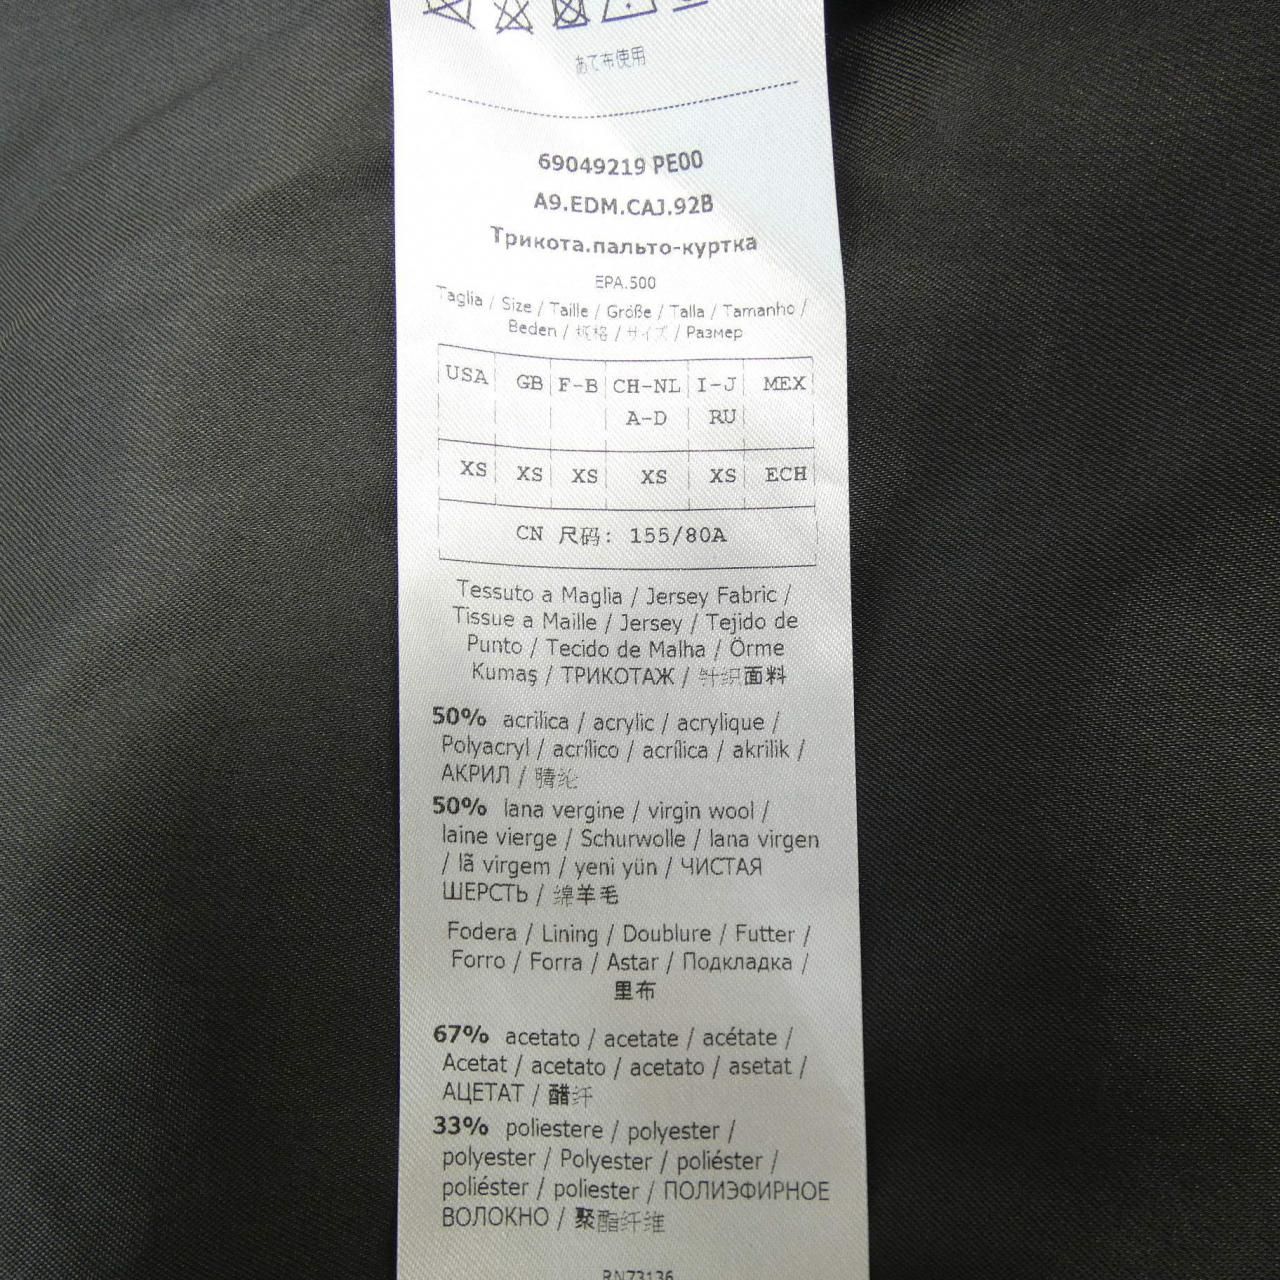 あて布使用
69049219 PE00
A9.EDM.CAJ.92B
Трикота.пальто-куртка
EPA.500
Taglia / Size / Taille / Größe / Talla / Tamanho /
Beden / 规格 / サイズ / Размер
USA GB F-B CH-NL I-J MEX
A-D RU
XS XS XS XS XS ECH
CN 尺码: 155/80A
Tessuto a Maglia / Jersey Fabric /
Tissue a Maille / Jersey / Tejido de
Punto / Tecido de Malha / Örme
Kumaş / ТРИКОТАЖ / 针织面料
50% acrilica / acrylic / acrylique /
Polyacryl / acrílico / acrílica / akrilik /
АКРИЛ / 腈纶
50% lana vergine / virgin wool /
laine vierge / Schurwolle / lana virgen
/ lã virgem / yeni yün / ЧИСТАЯ
ШЕРСТЬ / 绵羊毛
Fodera / Lining / Doublure / Futter /
Forro / Forra / Astar / Подкладка /
里布
67% acetato / acetate / acétate /
Acetat / acetato / acetato / asetat /
АЦЕТАТ / 醋纤
33% poliestere / polyester /
polyester / Polyester / poliéster /
poliéster / poliester / ПОЛИЭФИРНОЕ
ВОЛОКНО / 聚酯纤维
RN73136